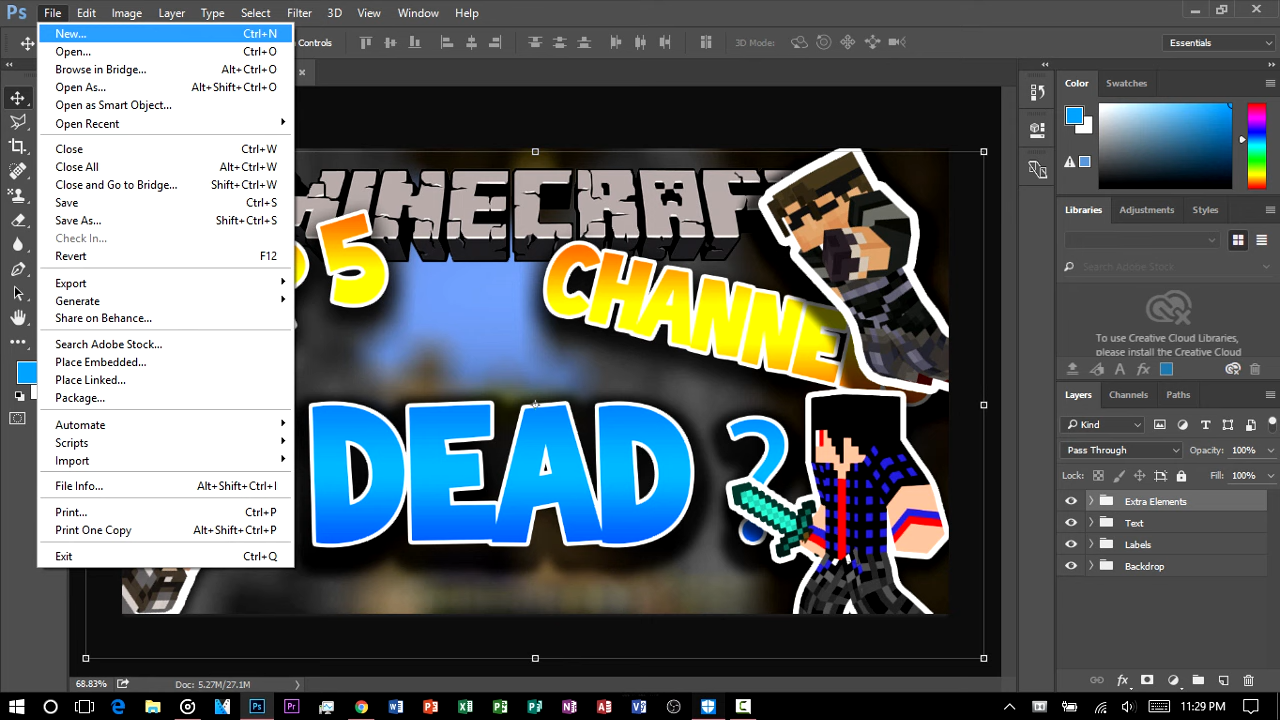 Ps File Edit Image Layer Type Select Filter 3D View Window Help
Controls 3D Mode: Essentials
New... Ctrl+N
Open... Ctrl+O
Browse in Bridge... Alt+Ctrl+O
Open As... Alt+Shift+Ctrl+O
Open as Smart Object...
Open Recent
Close Ctrl+W
Close All Alt+Ctrl+W
Close and Go to Bridge... Shift+Ctrl+W
Save Ctrl+S
Save As... Shift+Ctrl+S
Check In...
Revert F12
Export
Generate
Share on Behance...
Search Adobe Stock...
Place Embedded...
Place Linked...
Package...
Automate
Scripts
Import
File Info... Alt+Shift+Ctrl+I
Print... Ctrl+P
Print One Copy Alt+Shift+Ctrl+P
Exit Ctrl+Q
MINECRAFT
5
CHANNE
DEAD ?
Color Swatches
Libraries Adjustments Styles
Search Adobe Stock
To use Creative Cloud Libraries,
please install the Creative Cloud
Layers Channels Paths
Kind
Pass Through Opacity: 100%
Lock: Fill: 100%
Extra Elements
Text
Labels
Backdrop
68.83% Doc: 5.27M/27.1M
Ps Pr 11:29 PM